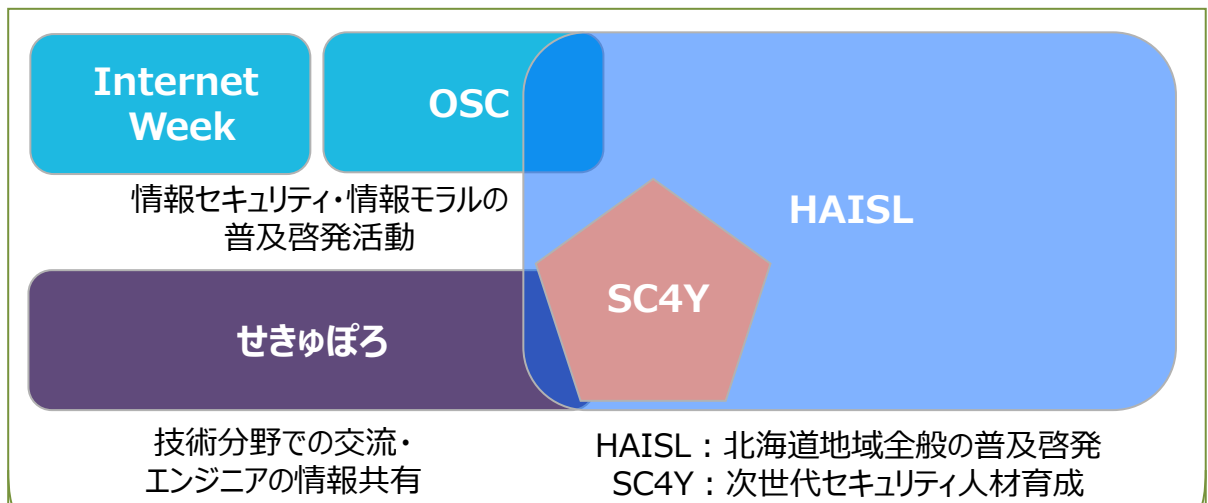 Internet
Week
OSC
HAISL
情報セキュリティ・情報モラルの
普及啓発活動
SC4Y
せきゅぽろ
技術分野での交流・
エンジニアの情報共有
HAISL：北海道地域全般の普及啓発
SC4Y：次世代セキュリティ人材育成